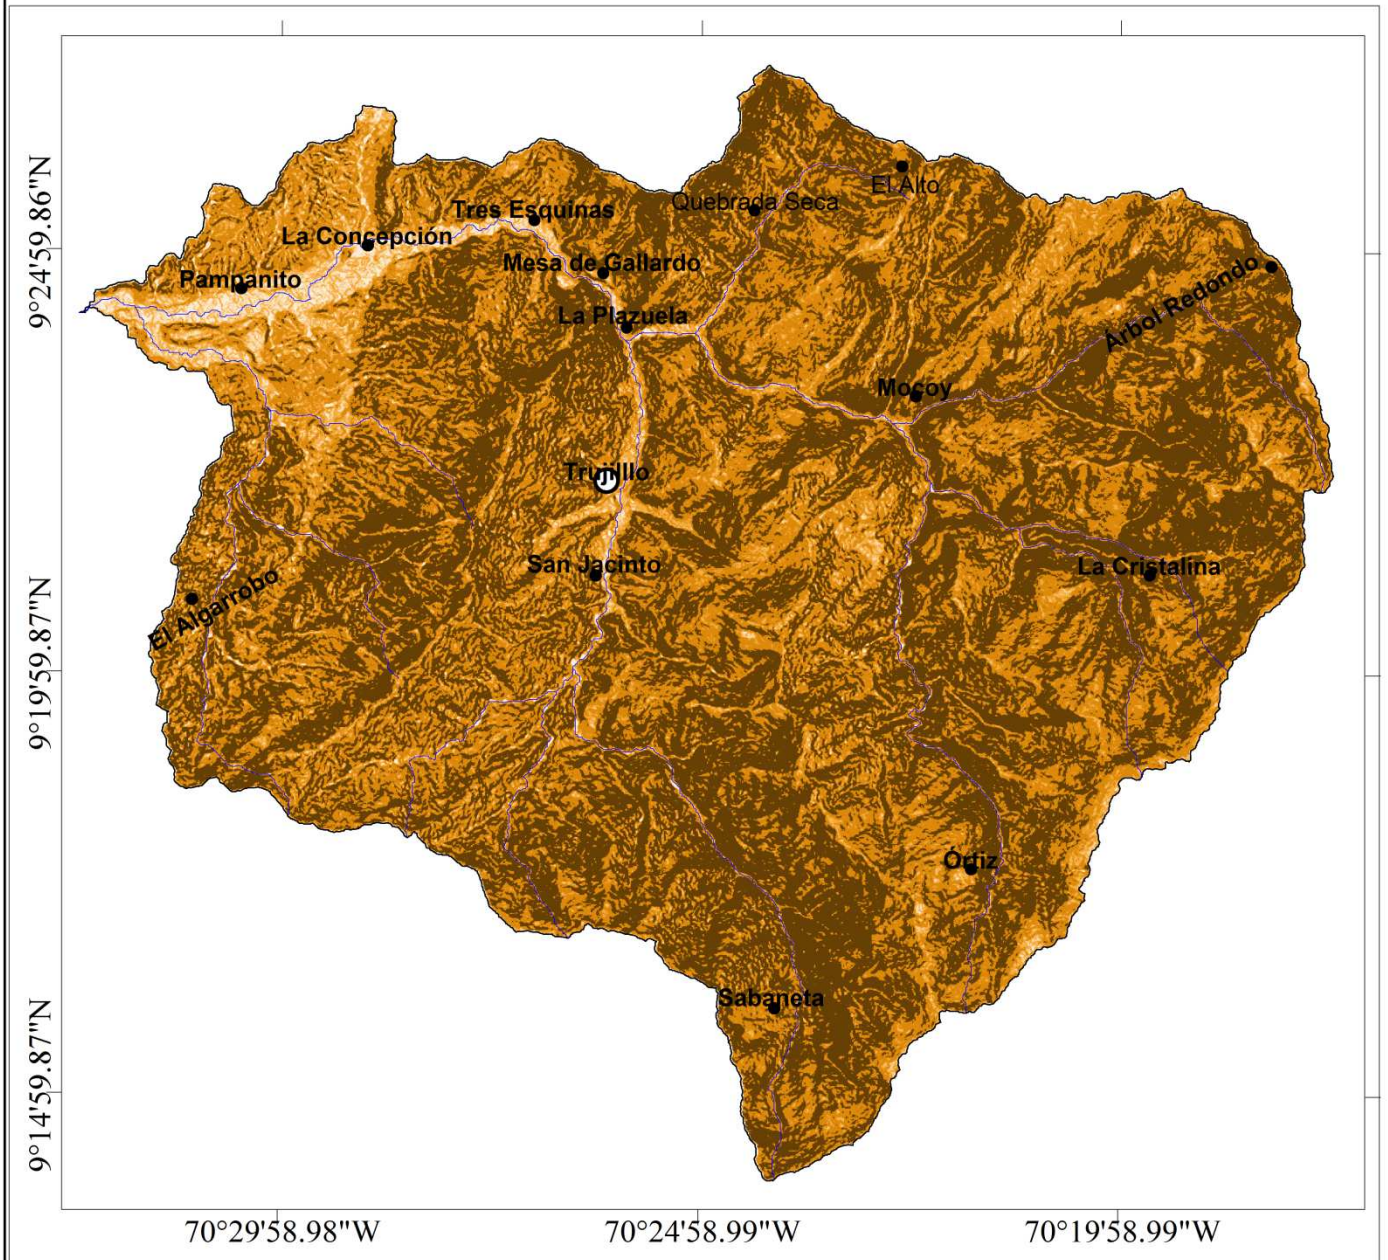 El Alto
Quebrada Seca
Tres Esquinas
La Concepción
Mesa de Gallardo
Pampanito
Árbol Redondo
La Plazuela
Mocoy
Trujilllo
San Jacinto
La Cristalina
El Algarrobo
Órtiz
Sabaneta
9°24'59.86"N
9°19'59.87"N
9°14'59.87"N
70°29'58.98"W
70°24'58.99"W
70°19'58.99"W